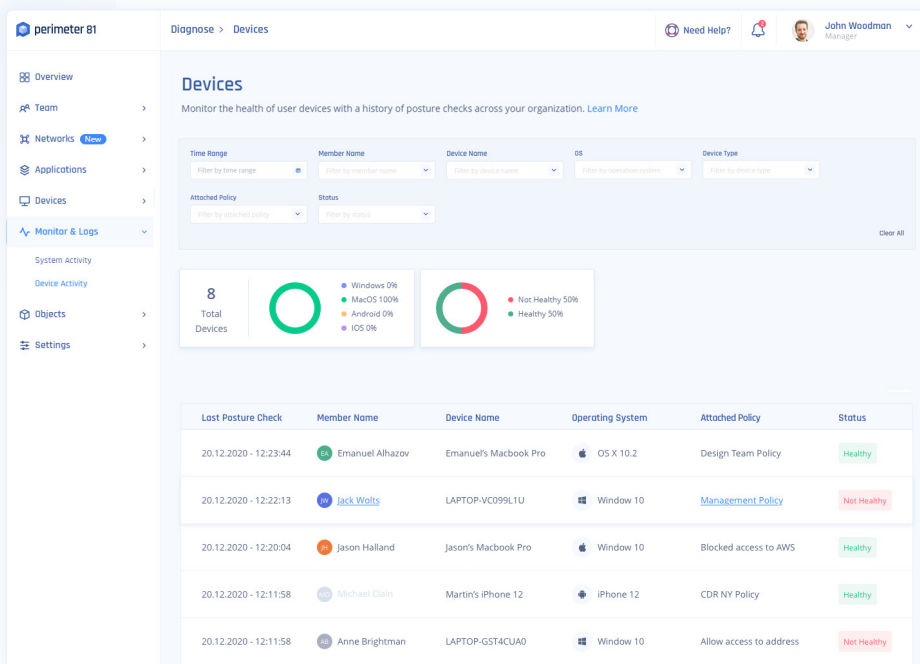 perimeter 81
Diagnose > Devices
Need Help?
2
John Woodman
Manager
Overview
Team
Networks New
Applications
Devices
Monitor & Logs
System Activity
Device Activity
Objects
Settings
Devices
Monitor the health of user devices with a history of posture checks across your organization. Learn More
Time Range Member Name Device Name OS Device Type
Filter by time range Filter by member name Filter by device name Filter by operation system Filter by device type
Attached Policy Status
Filter by attached policy Filter by status
Clear All
8
Total
Devices
Windows 0%
MacOS 100%
Android 0%
IOS 0%
Not Healthy 50%
Healthy 50%
Last Posture Check Member Name Device Name Operating System Attached Policy Status
20.12.2020 - 12:23:44 EA Emanuel Alhazov Emanuel's Macbook Pro OS X 10.2 Design Team Policy Healthy
20.12.2020 - 12:22:13 JW Jack Wolts LAPTOP-VC099L1U Window 10 Management Policy Not Healthy
20.12.2020 - 12:20:04 JH Jason Halland Jason's Macbook Pro Window 10 Blocked access to AWS Healthy
20.12.2020 - 12:11:58 Michael Clain Martin's iPhone 12 iPhone 12 CDR NY Policy Healthy
20.12.2020 - 12:11:58 AB Anne Brightman LAPTOP-GST4CUA0 Window 10 Allow access to address Not Healthy